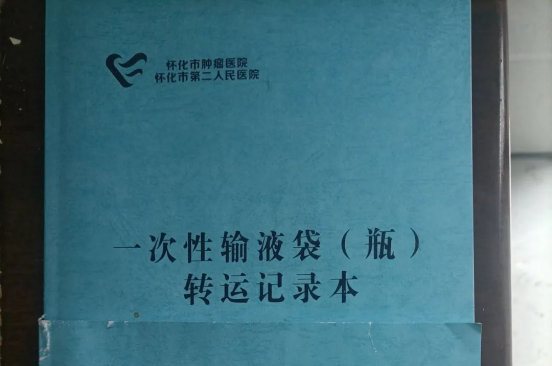 怀化市肿瘤医院
怀化市第二人民医院
一次性输液袋（瓶）
转运记录本